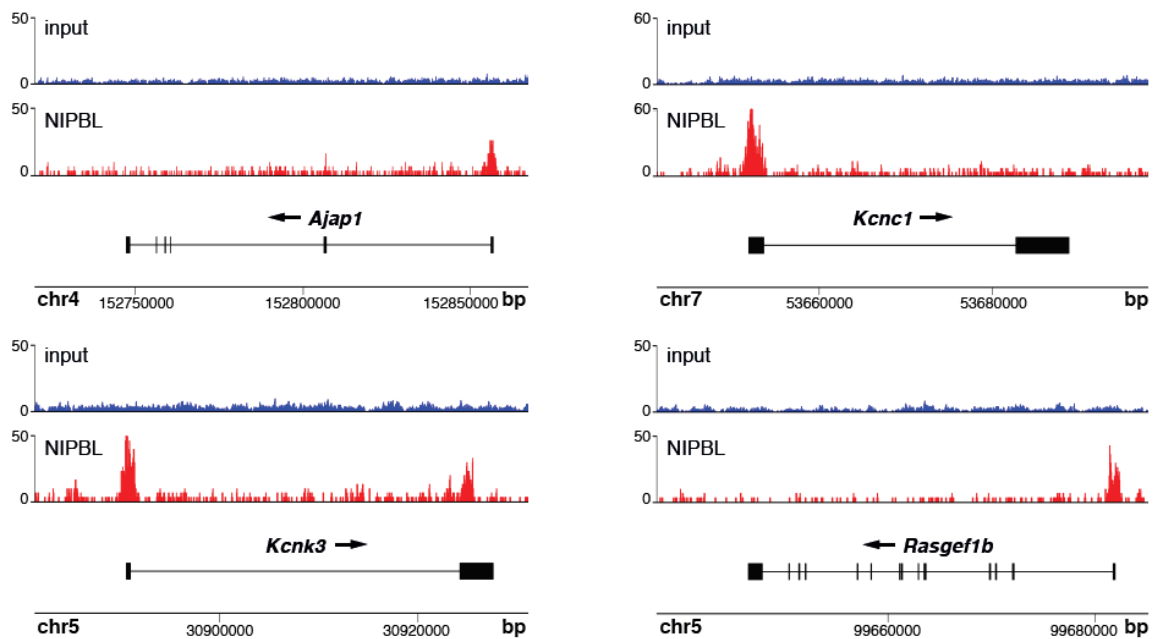 50
input
0
50
NIPBL
0
← Ajap1
chr4 152750000 152800000 152850000 bp
60
input
0
60
NIPBL
0
Kcnc1 →
chr7 53660000 53680000 bp
50
input
0
50
NIPBL
0
Kcnk3 →
chr5 30900000 30920000 bp
50
input
0
50
NIPBL
0
← Rasgef1b
chr5 99660000 99680000 bp